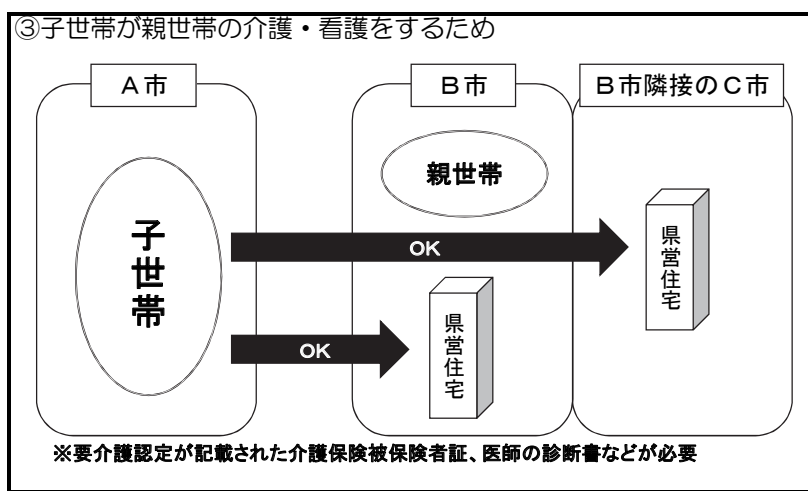 ③子世帯が親世帯の介護・看護をするため
A市
B市
B市隣接のC市
子世帯
親世帯
OK
県営住宅
OK
県営住宅
※要介護認定が記載された介護保険被保険者証、医師の診断書などが必要